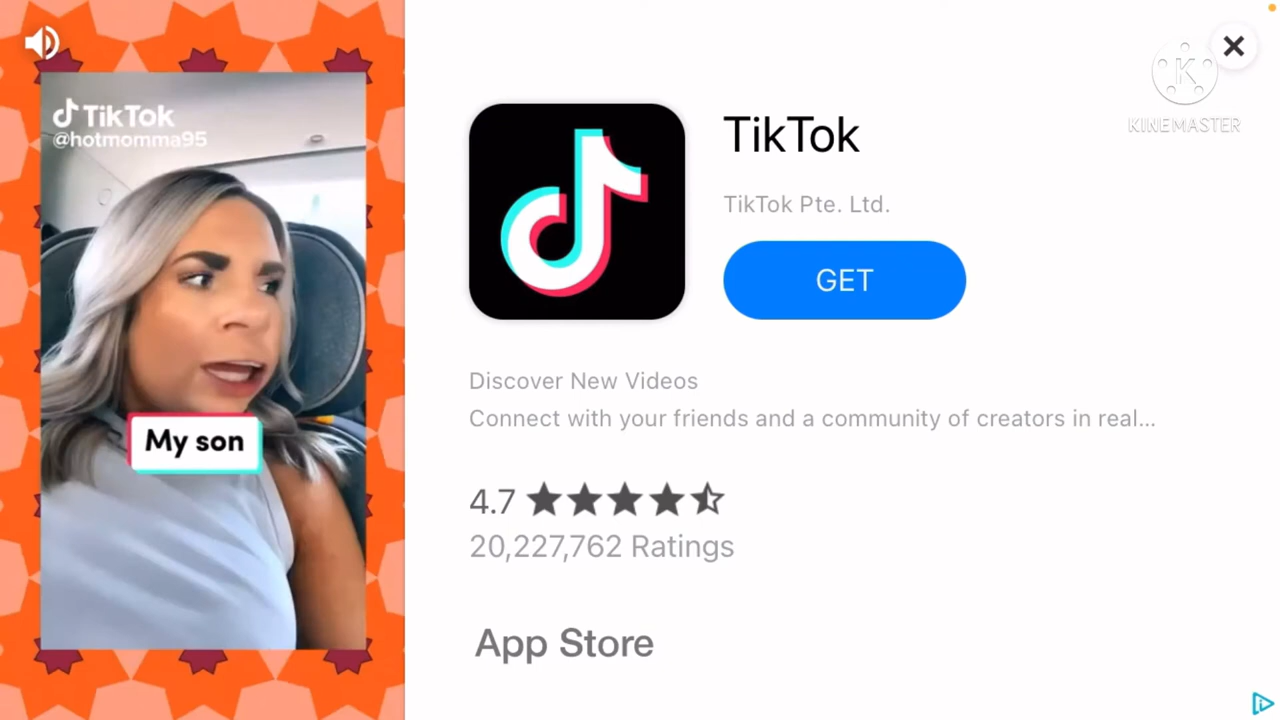 TikTok
@hotmomma95
My son
TikTok
TikTok Pte. Ltd.
GET
Discover New Videos
Connect with your friends and a community of creators in real...
4.7
20,227,762 Ratings
App Store
K
KINEMASTER